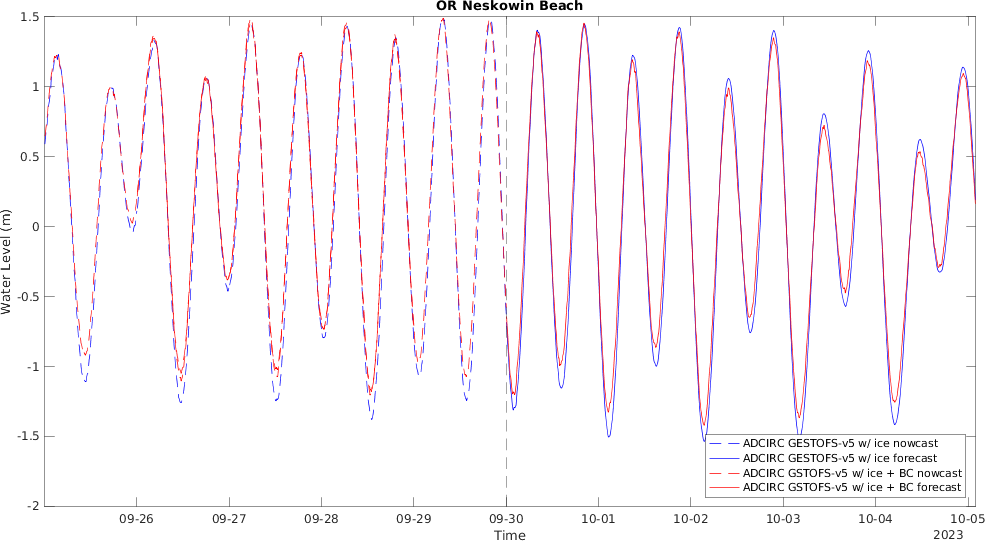 OR Neskowin Beach
Water Level (m)
1.5
1
0.5
0
-0.5
-1
-1.5
-2
ADCIRC GESTOFS-v5 w/ ice nowcast
ADCIRC GESTOFS-v5 w/ ice forecast
ADCIRC GSTOFS-v5 w/ ice + BC nowcast
ADCIRC GSTOFS-v5 w/ ice + BC forecast
09-26 09-27 09-28 09-29 09-30 10-01 10-02 10-03 10-04 10-05
Time
2023